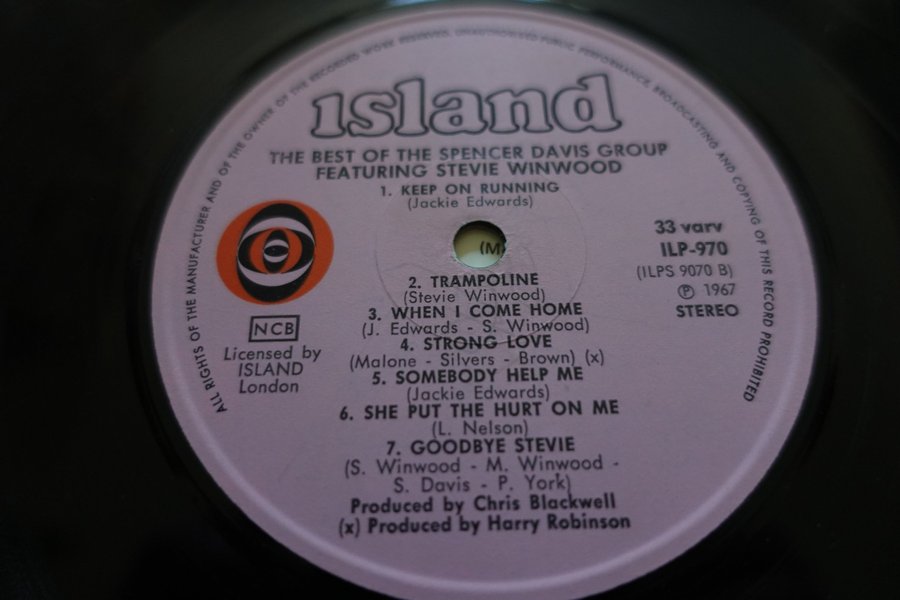 ALL RIGHTS OF THE MANUFACTURER AND OF THE OWNER OF THE RECORDED WORK RESERVED. UNAUTHORISED PUBLIC PERFORMANCE, BROADCASTING AND COPYING OF THIS RECORD PROHIBITED
island
THE BEST OF THE SPENCER DAVIS GROUP
FEATURING STEVIE WINWOOD
1. KEEP ON RUNNING
(Jackie Edwards)
(M
33 varv
ILP-970
(ILPS 9070 B)
Ⓟ 1967
STEREO
NCB
Licensed by
ISLAND
London
2. TRAMPOLINE
(Stevie Winwood)
3. WHEN I COME HOME
(J. Edwards - S. Winwood)
4. STRONG LOVE
(Malone - Silvers - Brown) (x)
5. SOMEBODY HELP ME
(Jackie Edwards)
6. SHE PUT THE HURT ON ME
(L. Nelson)
7. GOODBYE STEVIE
(S. Winwood - M. Winwood -
S. Davis - P. York)
Produced by Chris Blackwell
(x) Produced by Harry Robinson